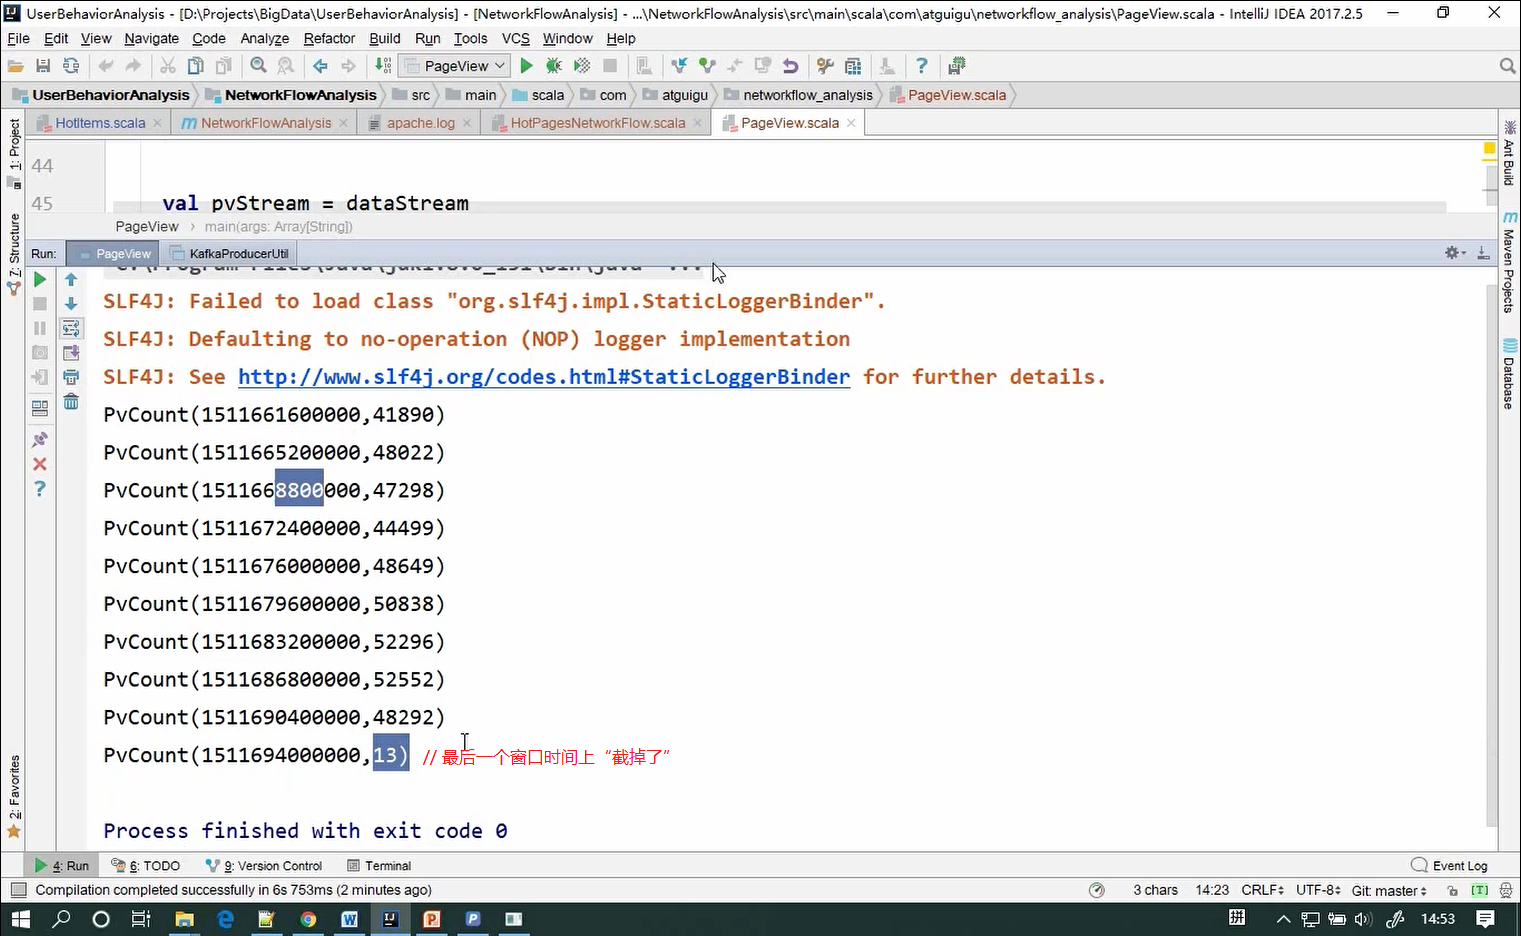 UserBehaviorAnalysis - [D:\Projects\BigData\UserBehaviorAnalysis] - [NetworkFlowAnalysis] - ...\NetworkFlowAnalysis\src\main\scala\com\atguigu\networkflow_analysis\PageView.scala - IntelliJ IDEA 2017.2.5
File Edit View Navigate Code Analyze Refactor Build Run Tools VCS Window Help
PageView
UserBehaviorAnalysis NetworkFlowAnalysis src main scala com atguigu networkflow_analysis PageView.scala
HotItems.scala NetworkFlowAnalysis apache.log HotPagesNetworkFlow.scala PageView.scala
1: Project
Z: Structure
2: Favorites
Ant Build
Maven Projects
Database
44
45 val pvStream = dataStream
PageView main(args: Array[String])
Run: PageView KafkaProducerUtil
SLF4J: Failed to load class "org.slf4j.impl.StaticLoggerBinder".
SLF4J: Defaulting to no-operation (NOP) logger implementation
SLF4J: See http://www.slf4j.org/codes.html#StaticLoggerBinder for further details.
PvCount(1511661600000,41890)
PvCount(1511665200000,48022)
PvCount(1511668800000,47298)
PvCount(1511672400000,44499)
PvCount(1511676000000,48649)
PvCount(1511679600000,50838)
PvCount(1511683200000,52296)
PvCount(1511686800000,52552)
PvCount(1511690400000,48292)
PvCount(1511694000000,13) // 最后一个窗口时间上“截掉了”
Process finished with exit code 0
4: Run 6: TODO 9: Version Control Terminal Event Log
Compilation completed successfully in 6s 753ms (2 minutes ago) 3 chars 14:23 CRLF UTF-8 Git: master [T]
拼 14:53